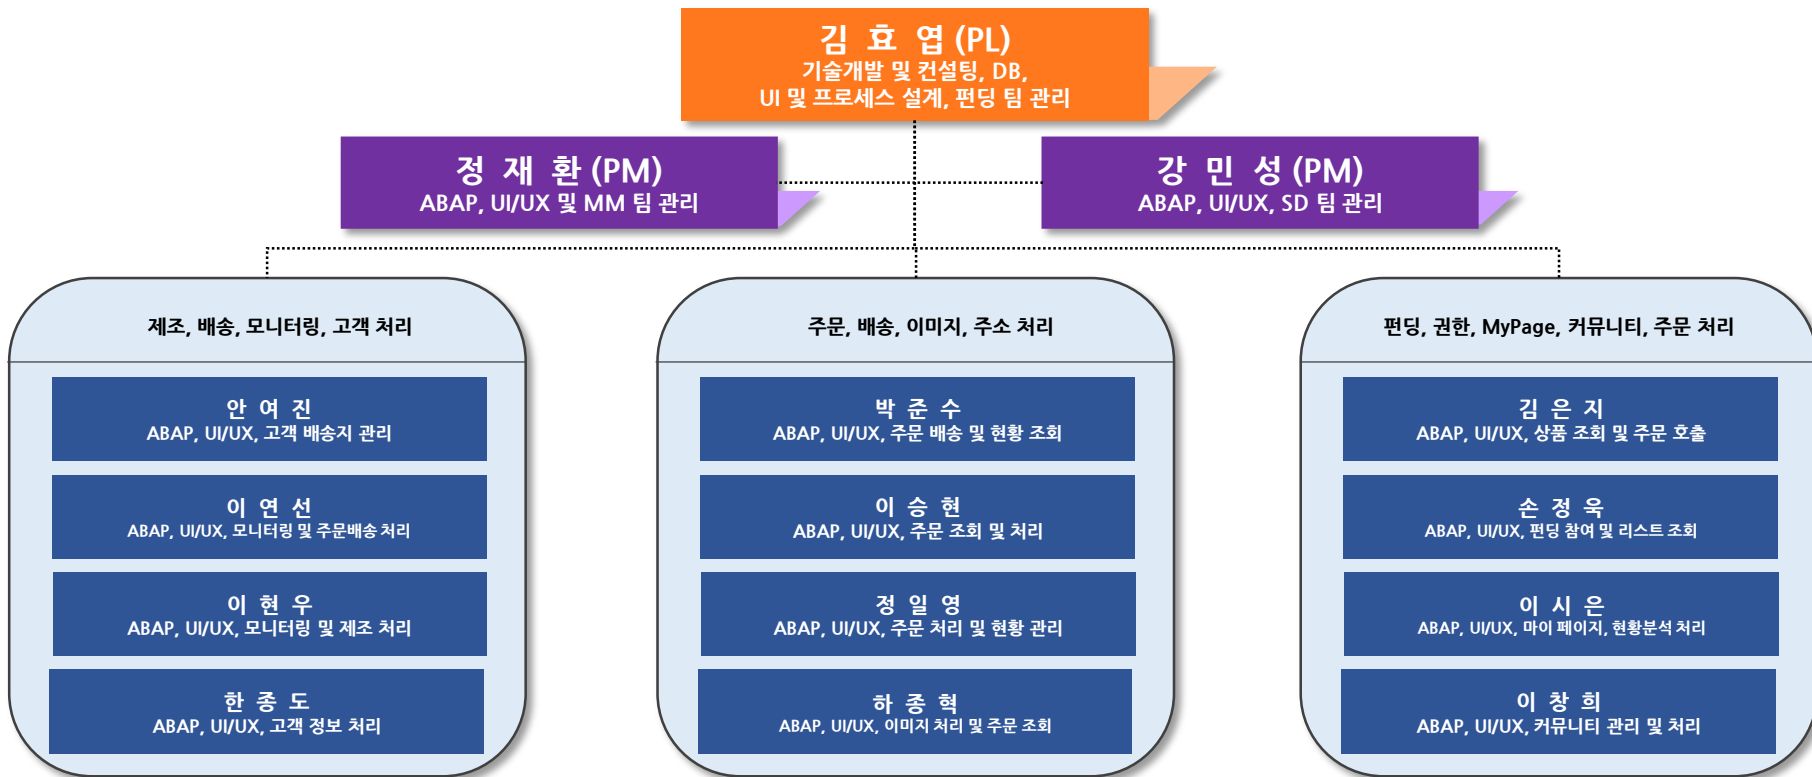 김 효 엽 (PL)
기술개발 및 컨설팅, DB,
UI 및 프로세스 설계, 펀딩 팀 관리
정 재 환 (PM)
ABAP, UI/UX 및 MM 팀 관리
강 민 성 (PM)
ABAP, UI/UX, SD 팀 관리
제조, 배송, 모니터링, 고객 처리
안 여 진
ABAP, UI/UX, 고객 배송지 관리
이 연 선
ABAP, UI/UX, 모니터링 및 주문배송 처리
이 현 우
ABAP, UI/UX, 모니터링 및 제조 처리
한 종 도
ABAP, UI/UX, 고객 정보 처리
주문, 배송, 이미지, 주소 처리
박 준 수
ABAP, UI/UX, 주문 배송 및 현황 조회
이 승 현
ABAP, UI/UX, 주문 조회 및 처리
정 일 영
ABAP, UI/UX, 주문 처리 및 현황 관리
하 종 혁
ABAP, UI/UX, 이미지 처리 및 주문 조회
펀딩, 권한, MyPage, 커뮤니티, 주문 처리
김 은 지
ABAP, UI/UX, 상품 조회 및 주문 호출
손 정 욱
ABAP, UI/UX, 펀딩 참여 및 리스트 조회
이 시 은
ABAP, UI/UX, 마이 페이지, 현황분석 처리
이 창 희
ABAP, UI/UX, 커뮤니티 관리 및 처리